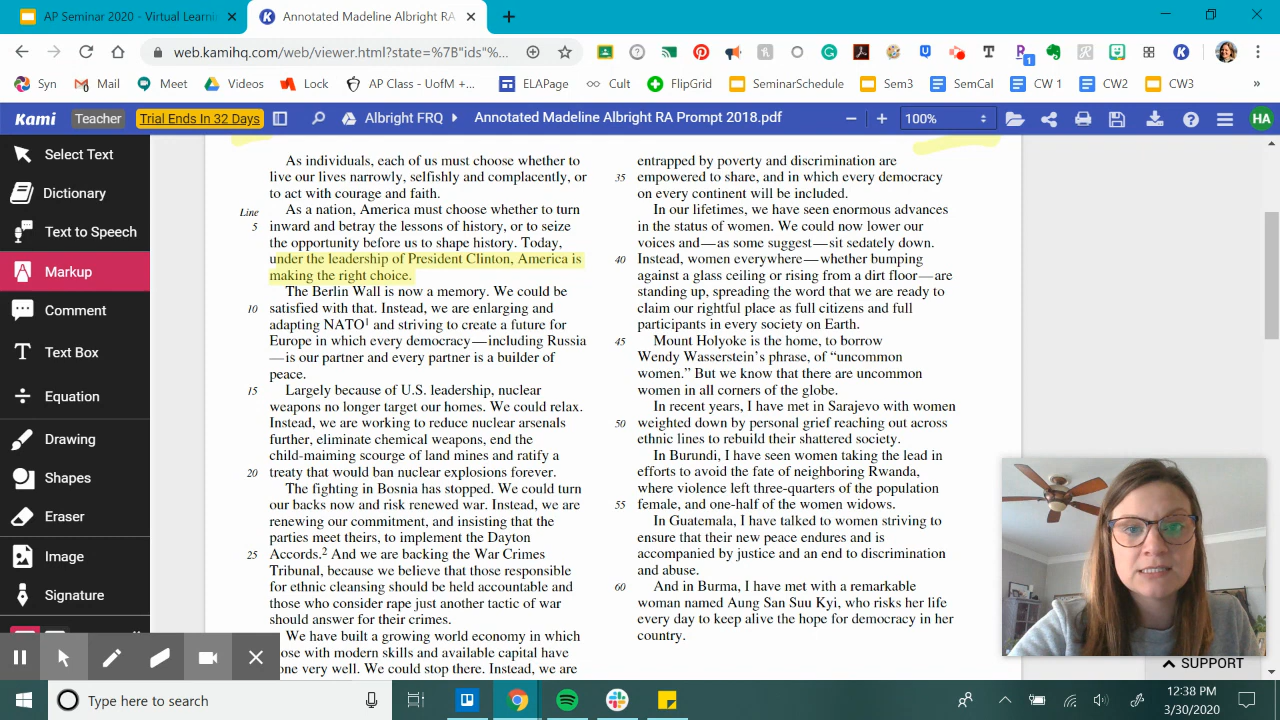 AP Seminar 2020 - Virtual Learni
Annotated Madeline Albright RA
web.kamihq.com/web/viewer.html?state=%7B"ids"%...
Syn
Mail
Meet
Videos
Loom
AP Class - UofM +...
ELAPage
Cult
FlipGrid
SeminarSchedule
Sem3
SemCal
CW 1
CW2
CW3
»
Kami
Teacher
Trial Ends In 32 Days
Albright FRQ
Annotated Madeline Albright RA Prompt 2018.pdf
100%
HA
Select Text
Dictionary
Text to Speech
Markup
Comment
Text Box
Equation
Drawing
Shapes
Eraser
Image
Signature
As individuals, each of us must choose whether to
live our lives narrowly, selfishly and complacently, or
to act with courage and faith.
As a nation, America must choose whether to turn
Line
5 inward and betray the lessons of history, or to seize
the opportunity before us to shape history. Today,
under the leadership of President Clinton, America is
making the right choice.
The Berlin Wall is now a memory. We could be
10 satisfied with that. Instead, we are enlarging and
adapting NATO1 and striving to create a future for
Europe in which every democracy—including Russia
—is our partner and every partner is a builder of
peace.
15 Largely because of U.S. leadership, nuclear
weapons no longer target our homes. We could relax.
Instead, we are working to reduce nuclear arsenals
further, eliminate chemical weapons, end the
child-maiming scourge of land mines and ratify a
20 treaty that would ban nuclear explosions forever.
The fighting in Bosnia has stopped. We could turn
our backs now and risk renewed war. Instead, we are
renewing our commitment, and insisting that the
parties meet theirs, to implement the Dayton
25 Accords.2 And we are backing the War Crimes
Tribunal, because we believe that those responsible
for ethnic cleansing should be held accountable and
those who consider rape just another tactic of war
should answer for their crimes.
We have built a growing world economy in which
those with modern skills and available capital have
done very well. We could stop there. Instead, we are
entrapped by poverty and discrimination are
35 empowered to share, and in which every democracy
on every continent will be included.
In our lifetimes, we have seen enormous advances
in the status of women. We could now lower our
voices and—as some suggest—sit sedately down.
40 Instead, women everywhere—whether bumping
against a glass ceiling or rising from a dirt floor—are
standing up, spreading the word that we are ready to
claim our rightful place as full citizens and full
participants in every society on Earth.
45 Mount Holyoke is the home, to borrow
Wendy Wasserstein's phrase, of “uncommon
women.” But we know that there are uncommon
women in all corners of the globe.
In recent years, I have met in Sarajevo with women
50 weighted down by personal grief reaching out across
ethnic lines to rebuild their shattered society.
In Burundi, I have seen women taking the lead in
efforts to avoid the fate of neighboring Rwanda,
where violence left three-quarters of the population
55 female, and one-half of the women widows.
In Guatemala, I have talked to women striving to
ensure that their new peace endures and is
accompanied by justice and an end to discrimination
and abuse.
60 And in Burma, I have met with a remarkable
woman named Aung San Suu Kyi, who risks her life
every day to keep alive the hope for democracy in her
country.
SUPPORT
Type here to search
12:38 PM
3/30/2020